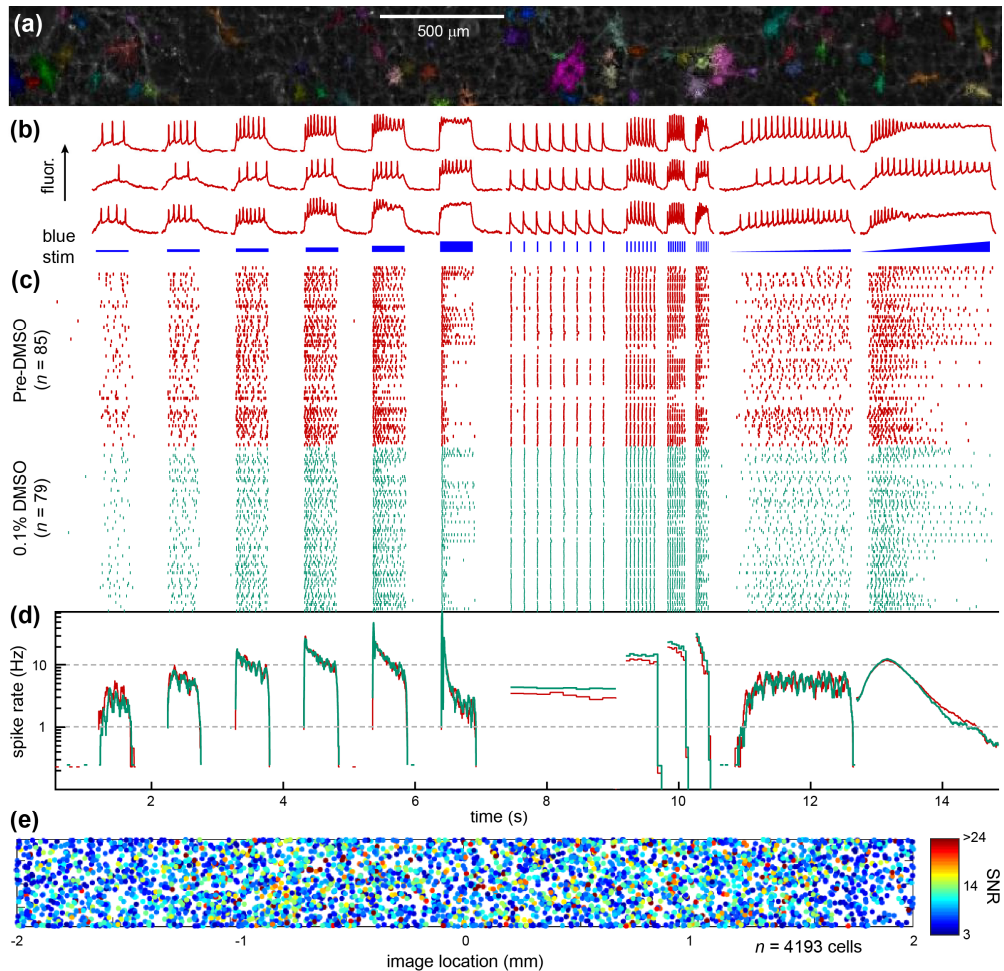 (a)
500 μm
(b)
fluor.
blue
stim
(c)
Pre-DMSO
(n = 85)
0.1% DMSO
(n = 79)
(d)
spike rate (Hz)
10
1
2 4 6 8 10 12 14
time (s)
(e)
>24
14
3
SNR
-2 -1 0 1 2
n = 4193 cells
image location (mm)